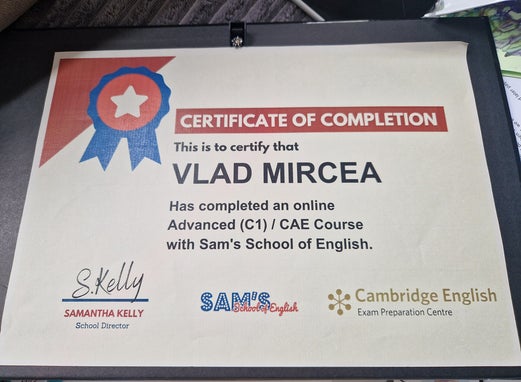 CERTIFICATE OF COMPLETION
This is to certify that
VLAD MIRCEA
Has completed an online
Advanced (C1) / CAE Course
with Sam's School of English.
S.Kelly
SAMANTHA KELLY
School Director
SAM'S
School of English
Cambridge English
Exam Preparation Centre